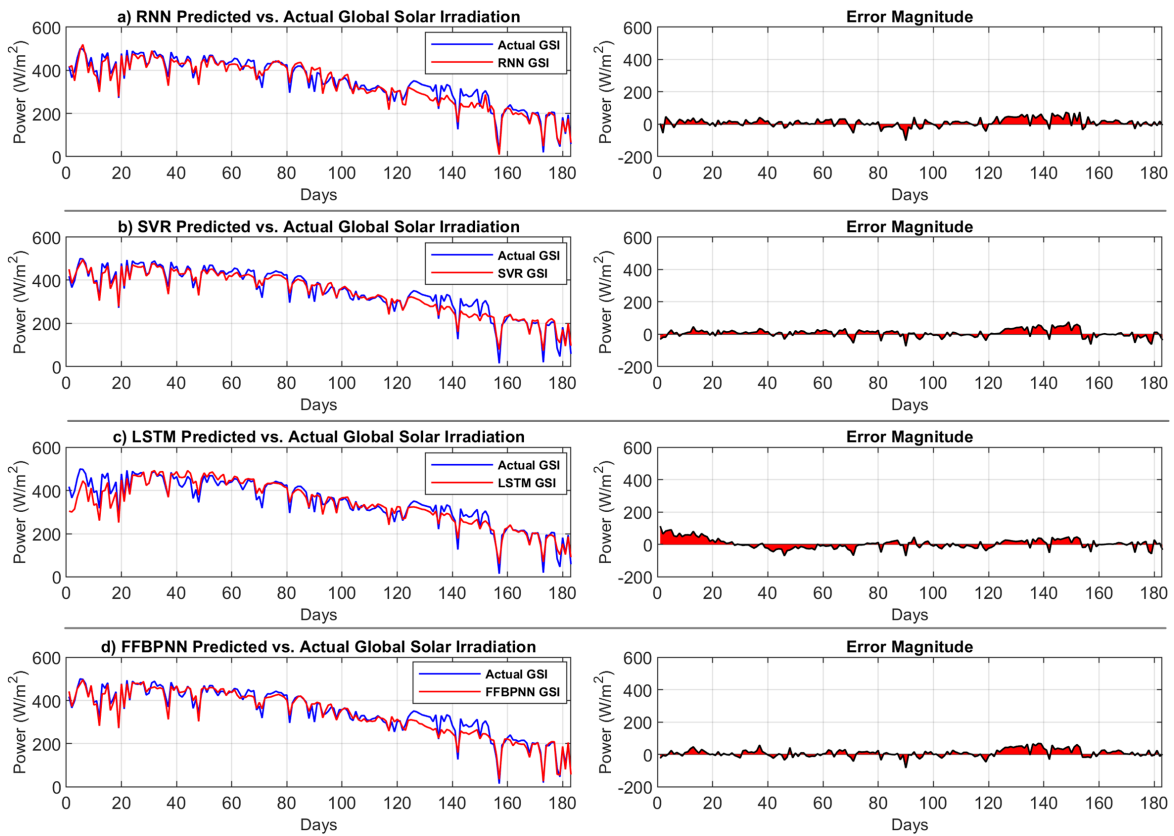 a) RNN Predicted vs. Actual Global Solar Irradiation
Error Magnitude
Power (W/m²)
600
400
200
0
Actual GSI
RNN GSI
0 20 40 60 80 100 120 140 160 180
Days
Power (W/m²)
600
400
200
0
-200
0 20 40 60 80 100 120 140 160 180
Days
b) SVR Predicted vs. Actual Global Solar Irradiation
Error Magnitude
Power (W/m²)
600
400
200
0
Actual GSI
SVR GSI
0 20 40 60 80 100 120 140 160 180
Days
Power (W/m²)
600
400
200
0
-200
0 20 40 60 80 100 120 140 160 180
Days
c) LSTM Predicted vs. Actual Global Solar Irradiation
Error Magnitude
Power (W/m²)
600
400
200
0
Actual GSI
LSTM GSI
0 20 40 60 80 100 120 140 160 180
Days
Power (W/m²)
600
400
200
0
-200
0 20 40 60 80 100 120 140 160 180
Days
d) FFBPNN Predicted vs. Actual Global Solar Irradiation
Error Magnitude
Power (W/m²)
600
400
200
0
Actual GSI
FFBPNN GSI
0 20 40 60 80 100 120 140 160 180
Days
Power (W/m²)
600
400
200
0
-200
0 20 40 60 80 100 120 140 160 180
Days